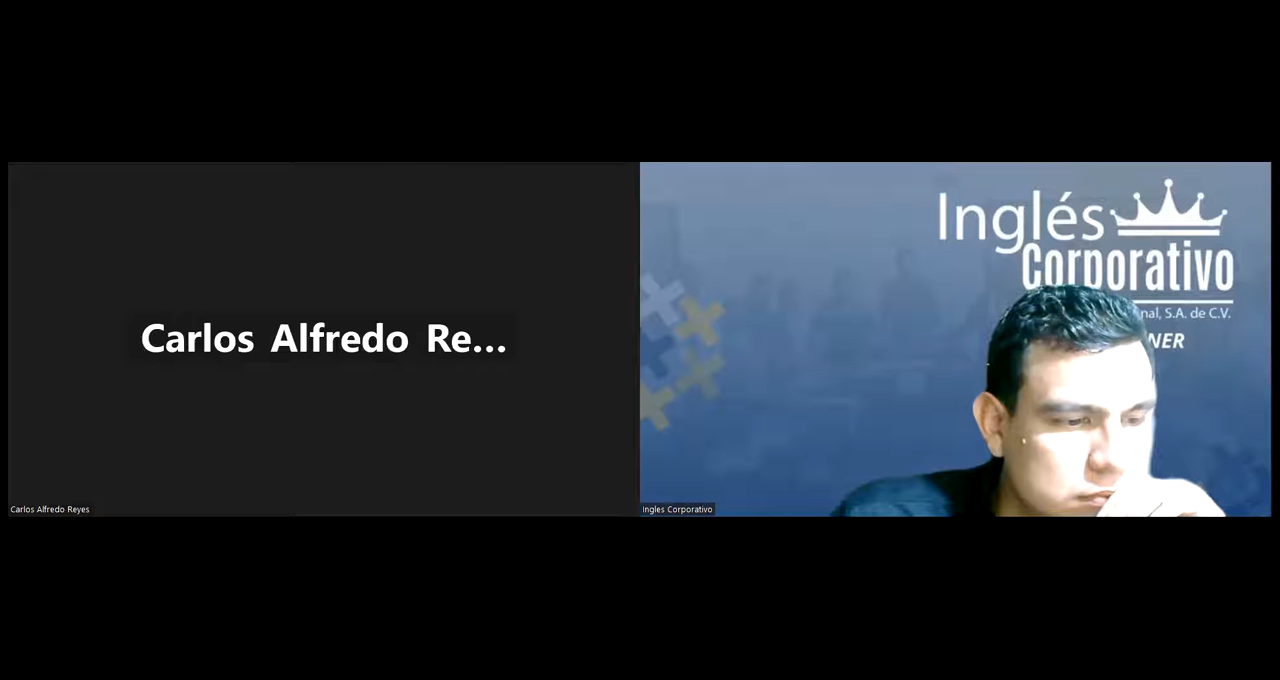 Carlos Alfredo Re...
Carlos Alfredo Reyes
Inglés
Corporativo
nal, S.A. de C.V.
NER
Ingles Corporativo